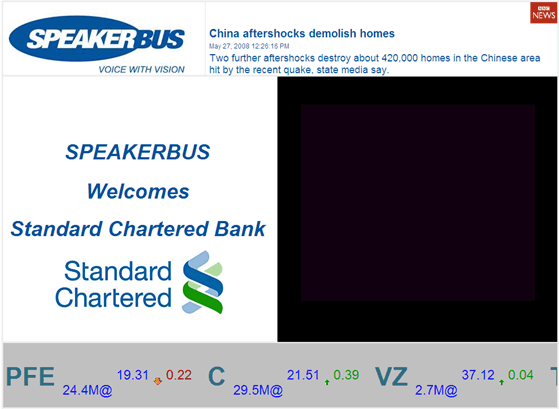 SPEAKERBUS
VOICE WITH VISION
China aftershocks demolish homes
May 27, 2008 12:26:16 PM
Two further aftershocks destroy about 420,000 homes in the Chinese area
hit by the recent quake, state media say.
BBC
NEWS
SPEAKERBUS
Welcomes
Standard Chartered Bank
Standard
Chartered
PFE 19.31 0.22
24.4M@
C 21.51 0.39
29.5M@
VZ 37.12 0.04
2.7M@